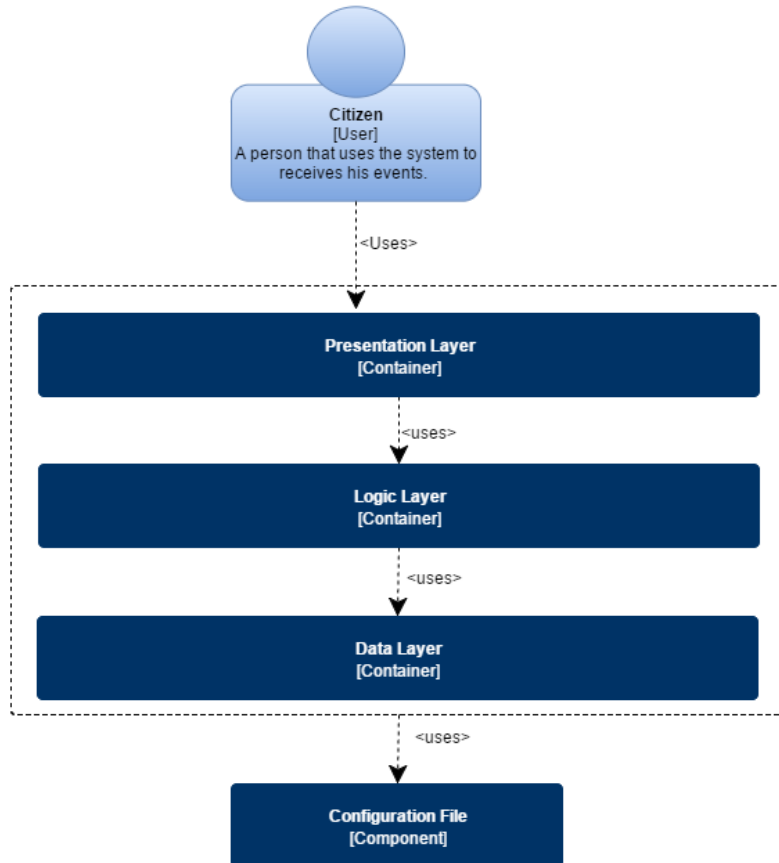 Citizen
[User]
A person that uses the system to
receives his events.
<Uses>
Presentation Layer
[Container]
<uses>
Logic Layer
[Container]
<uses>
Data Layer
[Container]
<uses>
Configuration File
[Component]